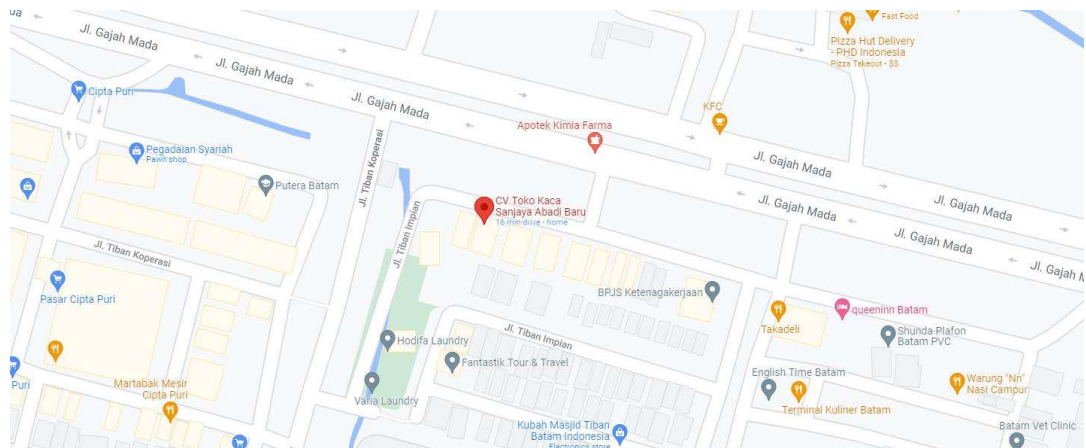 ua
Jl. Gajah Mada
Jl. Gajah Mada
Jl. Gajah Mada
Fast Food
Pizza Hut Delivery
- PHD Indonesia
Pizza Takeout • $$
Cipta Puri
KFC
Apotek Kimia Farma
Jl. Gajah Mada
Pegadaian Syariah
Pawn shop
Putera Batam
Jl. Tiban Koperasi
CV.Toko Kaca
Sanjaya Abadi Baru
16 min drive - home
Jl. Gajah Mada
Jl. Gajah Mada
Jl. Gajah Mada
Jl. Tiban Impian
Jl. Tiban Koperasi
Pasar Cipta Puri
BPJS Ketenagakerjaan
queeninn Batam
Takadeli
Shunda Plafon
Batam PVC
Jl. Tiban Impian
Hodifa Laundry
Fantastik Tour & Travel
Puri
Martabak Mesir
Cipta Puri
Varia Laundry
English Time Batam
Warung "Nn"
Nasi Campur
Terminal Kuliner Batam
Kubah Masjid Tiban
Batam Indonesia
Electronics store
Batam Vet Clinic